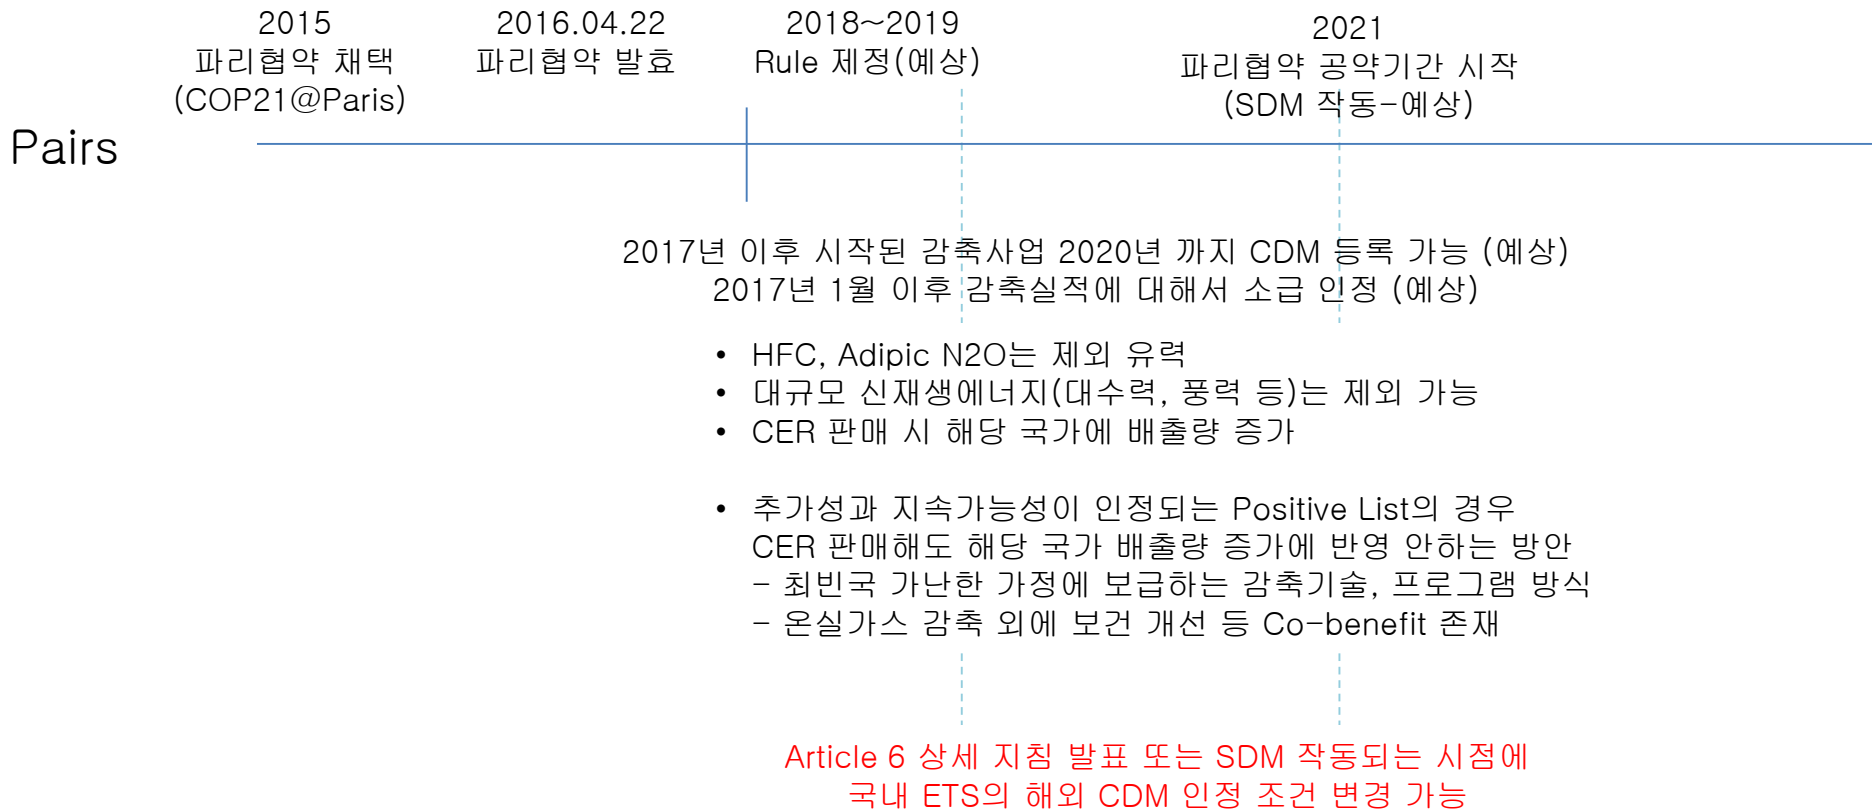 2015
파리협약 채택
(COP21@Paris)
2016.04.22
파리협약 발효
2018~2019
Rule 제정(예상)
2021
파리협약 공약기간 시작
(SDM 작동-예상)
Pairs
2017년 이후 시작된 감축사업 2020년 까지 CDM 등록 가능 (예상)
2017년 1월 이후 감축실적에 대해서 소급 인정 (예상)
• HFC, Adipic N2O는 제외 유력
• 대규모 신재생에너지(대수력, 풍력 등)는 제외 가능
• CER 판매 시 해당 국가에 배출량 증가
• 추가성과 지속가능성이 인정되는 Positive List의 경우
CER 판매해도 해당 국가 배출량 증가에 반영 안하는 방안
- 최빈국 가난한 가정에 보급하는 감축기술, 프로그램 방식
- 온실가스 감축 외에 보건 개선 등 Co-benefit 존재
Article 6 상세 지침 발표 또는 SDM 작동되는 시점에
국내 ETS의 해외 CDM 인정 조건 변경 가능